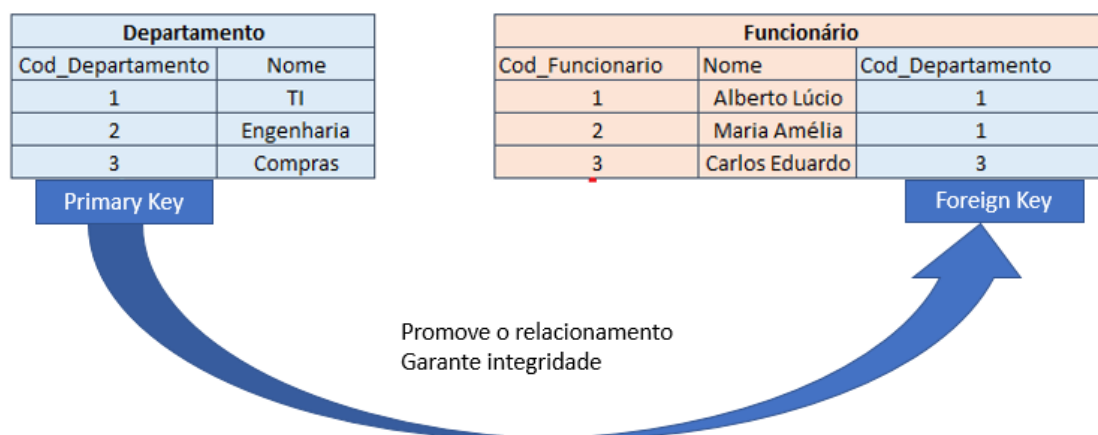 Departamento
Cod_Departamento Nome
1 TI
2 Engenharia
3 Compras
Primary Key
Funcionário
Cod_Funcionario Nome Cod_Departamento
1 Alberto Lúcio 1
2 Maria Amélia 1
3 Carlos Eduardo 3
Foreign Key
Promove o relacionamento
Garante integridade